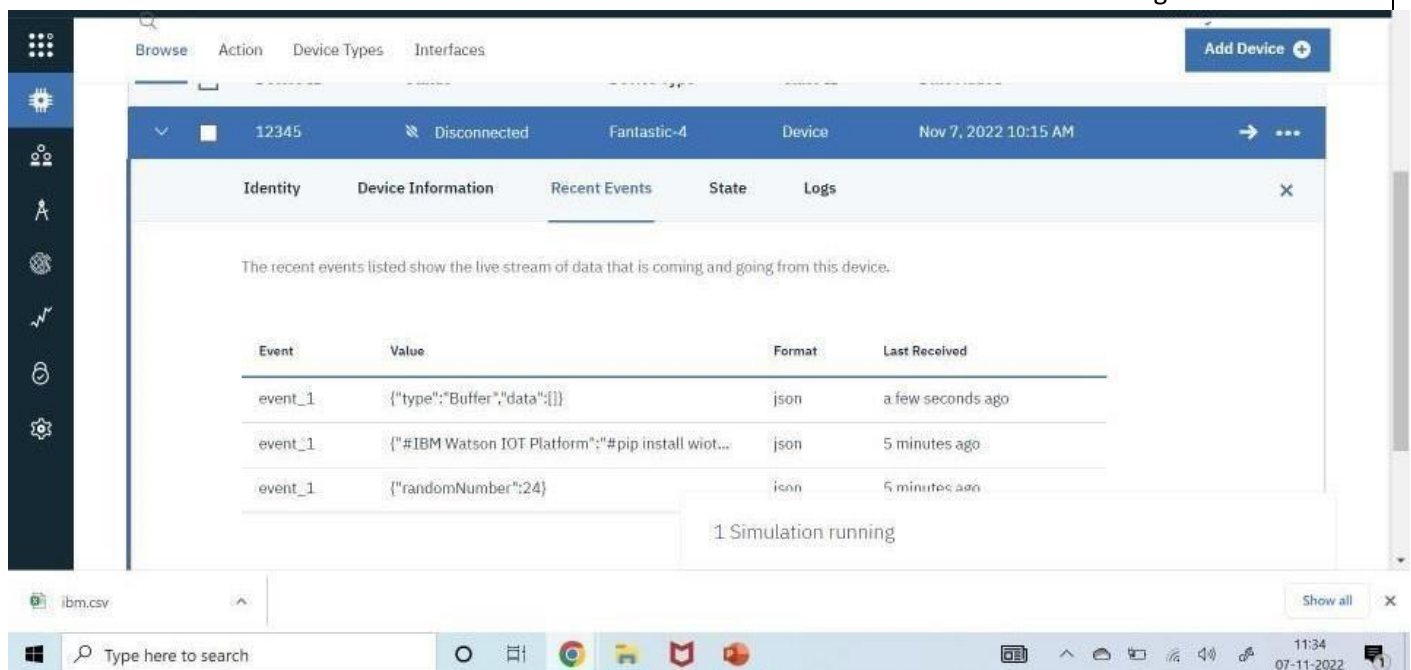 Browse Action Device Types Interfaces
Add Device
12345 Disconnected Fantastic-4 Device Nov 7, 2022 10:15 AM
Identity Device Information Recent Events State Logs
The recent events listed show the live stream of data that is coming and going from this device.
Event Value Format Last Received
event_1 {"type":"Buffer","data":[]} json a few seconds ago
event_1 {"#IBM Watson IOT Platform":"#pip install wiot... json 5 minutes ago
event_1 {"randomNumber":24} json 5 minutes ago
1 Simulation running
ibm.csv Show all
Type here to search 11:34
07-11-2022